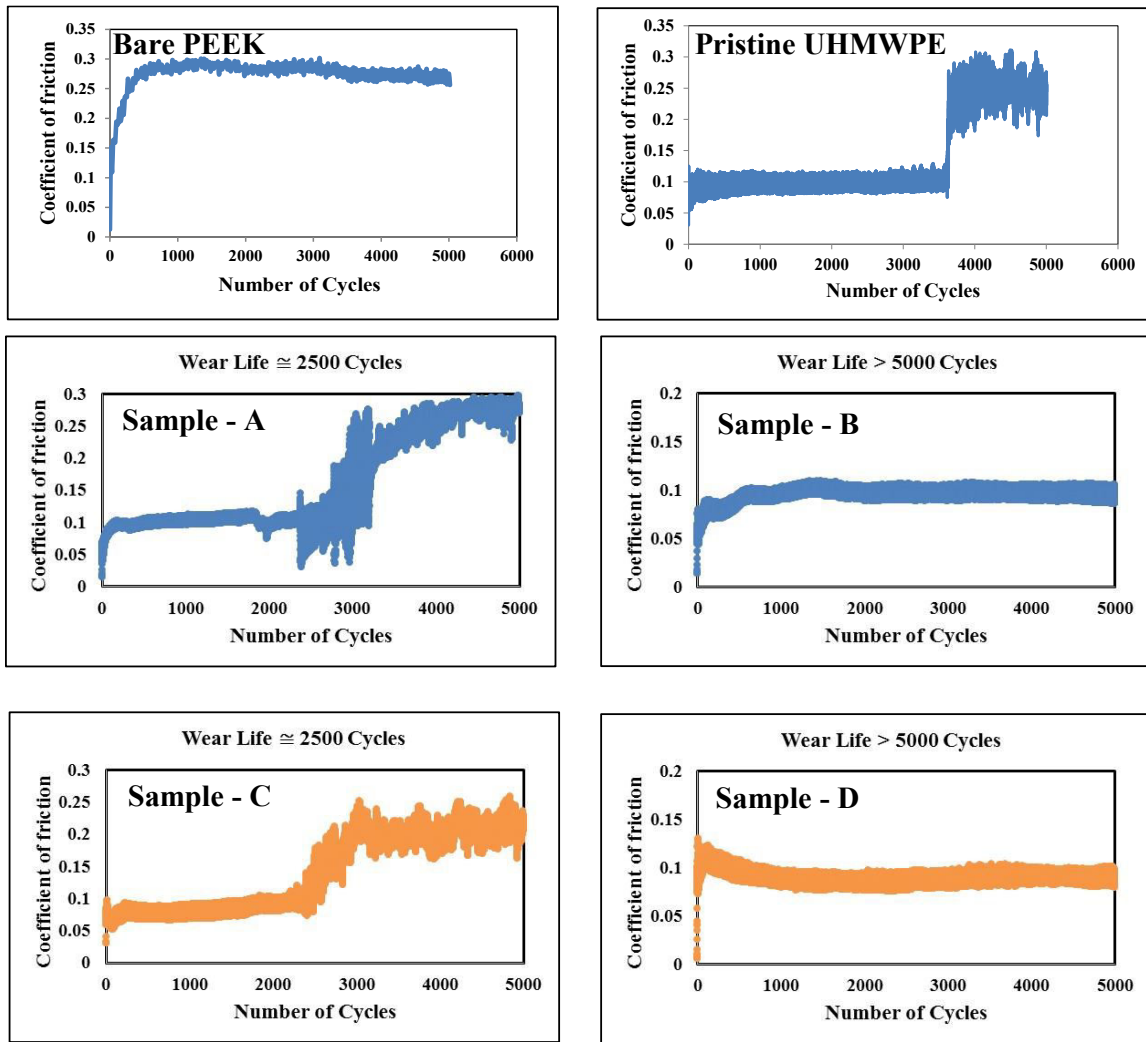 Bare PEEK
0.35
0.3
0.25
0.2
0.15
0.1
0.05
0
Coefficient of friction
0 1000 2000 3000 4000 5000 6000
Number of Cycles
Pristine UHMWPE
0.35
0.3
0.25
0.2
0.15
0.1
0.05
0
Coefficient of friction
0 1000 2000 3000 4000 5000 6000
Number of Cycles
Wear Life ≅ 2500 Cycles
Sample - A
0.3
0.25
0.2
0.15
0.1
0.05
0
Coefficient of friction
0 1000 2000 3000 4000 5000
Number of Cycles
Wear Life > 5000 Cycles
Sample - B
0.2
0.15
0.1
0.05
0
Coefficient of friction
0 1000 2000 3000 4000 5000
Number of Cycles
Wear Life ≅ 2500 Cycles
Sample - C
0.3
0.25
0.2
0.15
0.1
0.05
0
Coefficient of friction
0 1000 2000 3000 4000 5000
Number of Cycles
Wear Life > 5000 Cycles
Sample - D
0.2
0.15
0.1
0.05
0
Coefficient of friction
0 1000 2000 3000 4000 5000
Number of Cycles